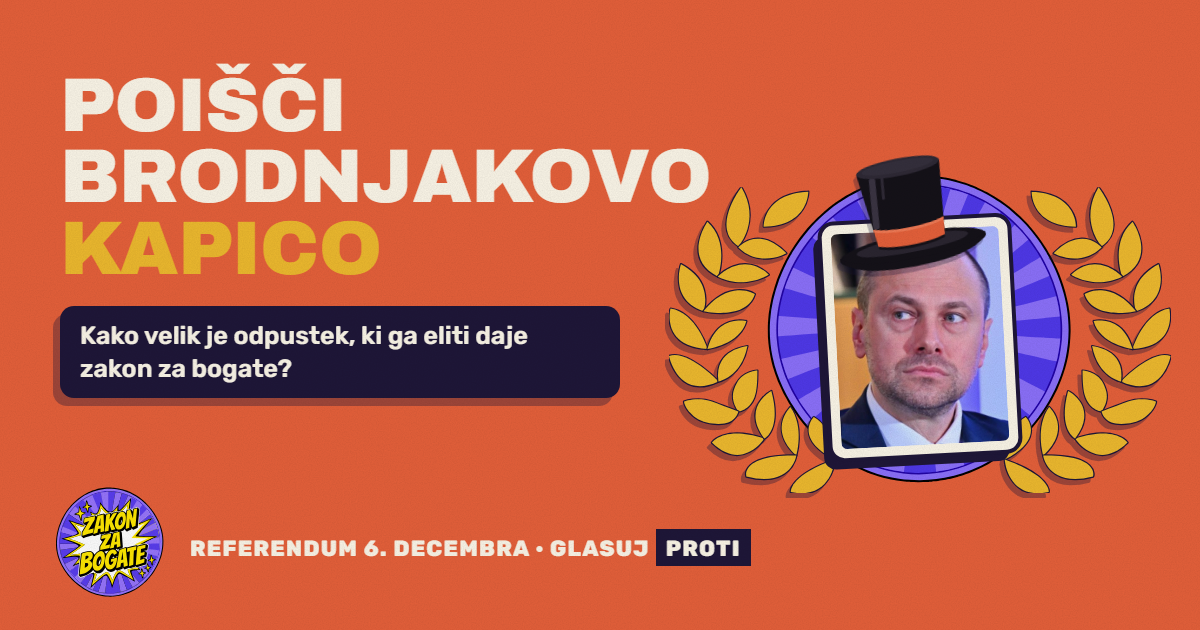 POIŠČI
BRODNJAKOVO
KAPICO
Kako velik je odpustek, ki ga eliti daje
zakon za bogate?
ZAKON
ZA
BOGATE
REFERENDUM 6. DECEMBRA • GLASUJ PROTI